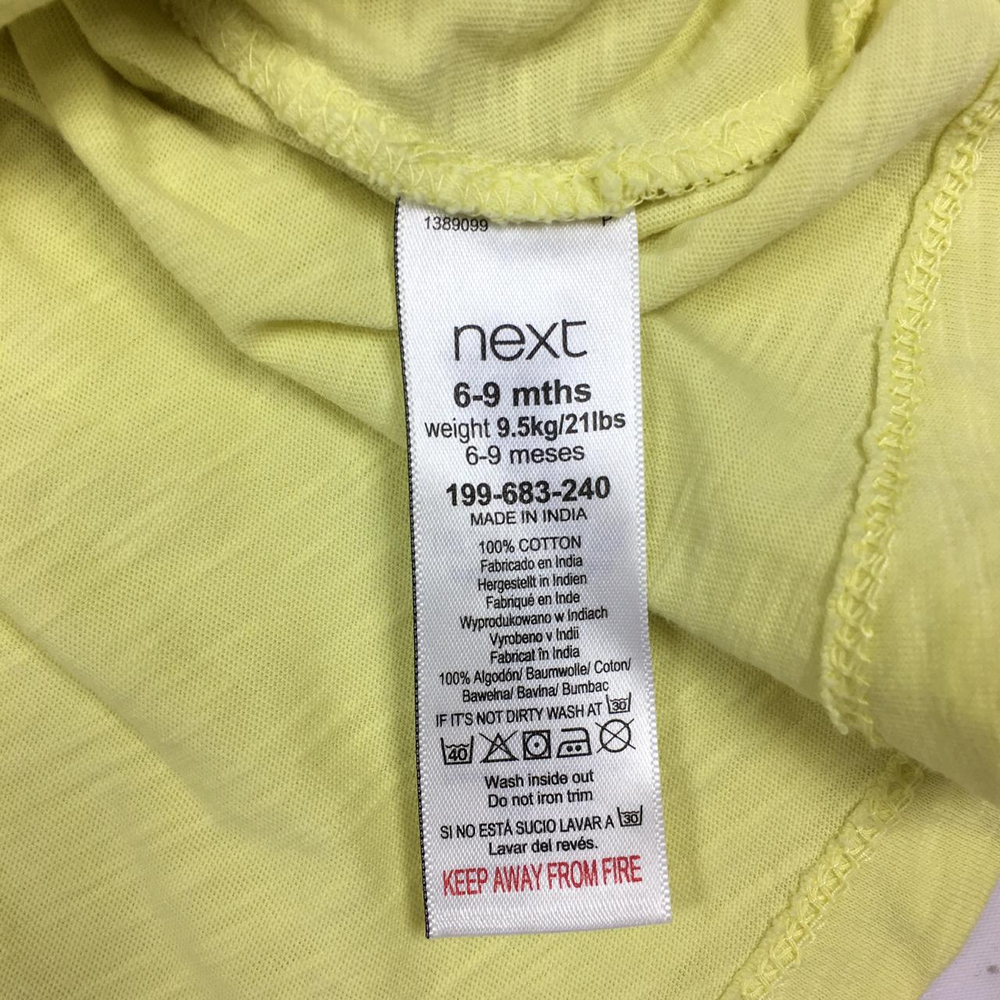 1389099 P
next
6-9 mths
weight 9.5kg/21lbs
6-9 meses
199-683-240
MADE IN INDIA
100% COTTON
Fabricado en India
Hergestellt in Indien
Fabriqué en Inde
Wyprodukowano w Indiach
Vyrobeno v Indii
Fabricat în India
100% Algodón/ Baumwolle/ Coton/
Bawełna/ Bavlna/ Bumbac
IF IT'S NOT DIRTY WASH AT 30
40
Wash inside out
Do not iron trim
SI NO ESTÁ SUCIO LAVAR A 30
Lavar del revés.
KEEP AWAY FROM FIRE